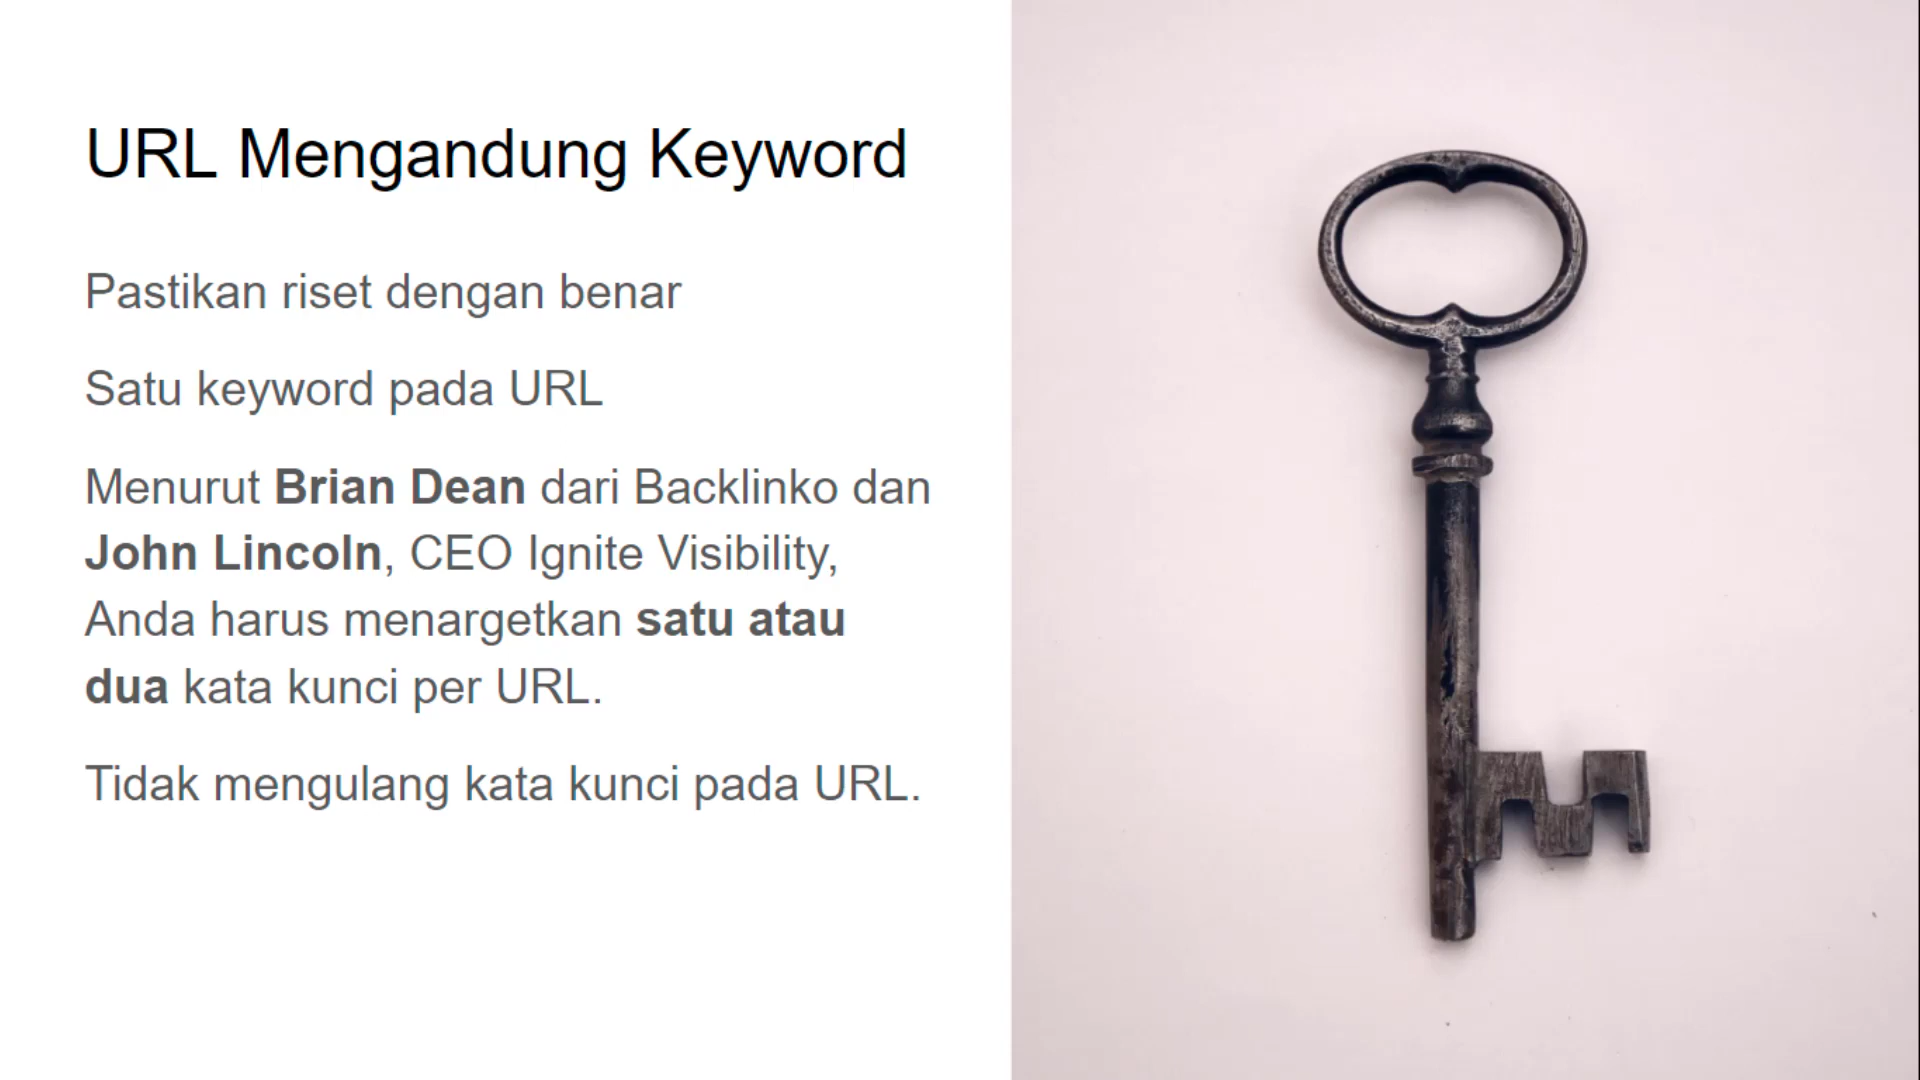 URL Mengandung Keyword
Pastikan riset dengan benar
Satu keyword pada URL
Menurut Brian Dean dari Backlinko dan
John Lincoln, CEO Ignite Visibility,
Anda harus menargetkan satu atau
dua kata kunci per URL.
Tidak mengulang kata kunci pada URL.